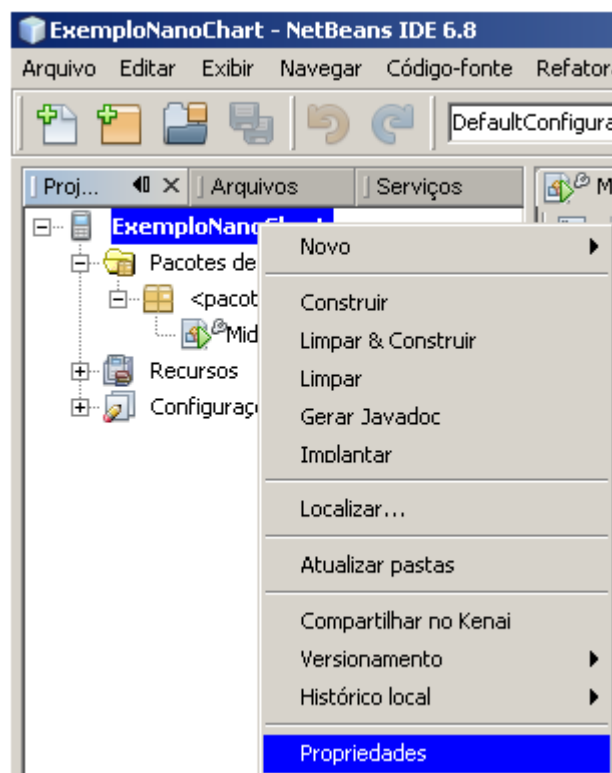 ExemploNanoChart - NetBeans IDE 6.8
Arquivo Editar Exibir Navegar Código-fonte Refator
DefaultConfigura
Proj... Arquivos Serviços M
ExemploNanoChart
Pacotes de
<pacot
Mid
Recursos
Configuraç
Novo
Construir
Limpar & Construir
Limpar
Gerar Javadoc
Implantar
Localizar...
Atualizar pastas
Compartilhar no Kenai
Versionamento
Histórico local
Propriedades